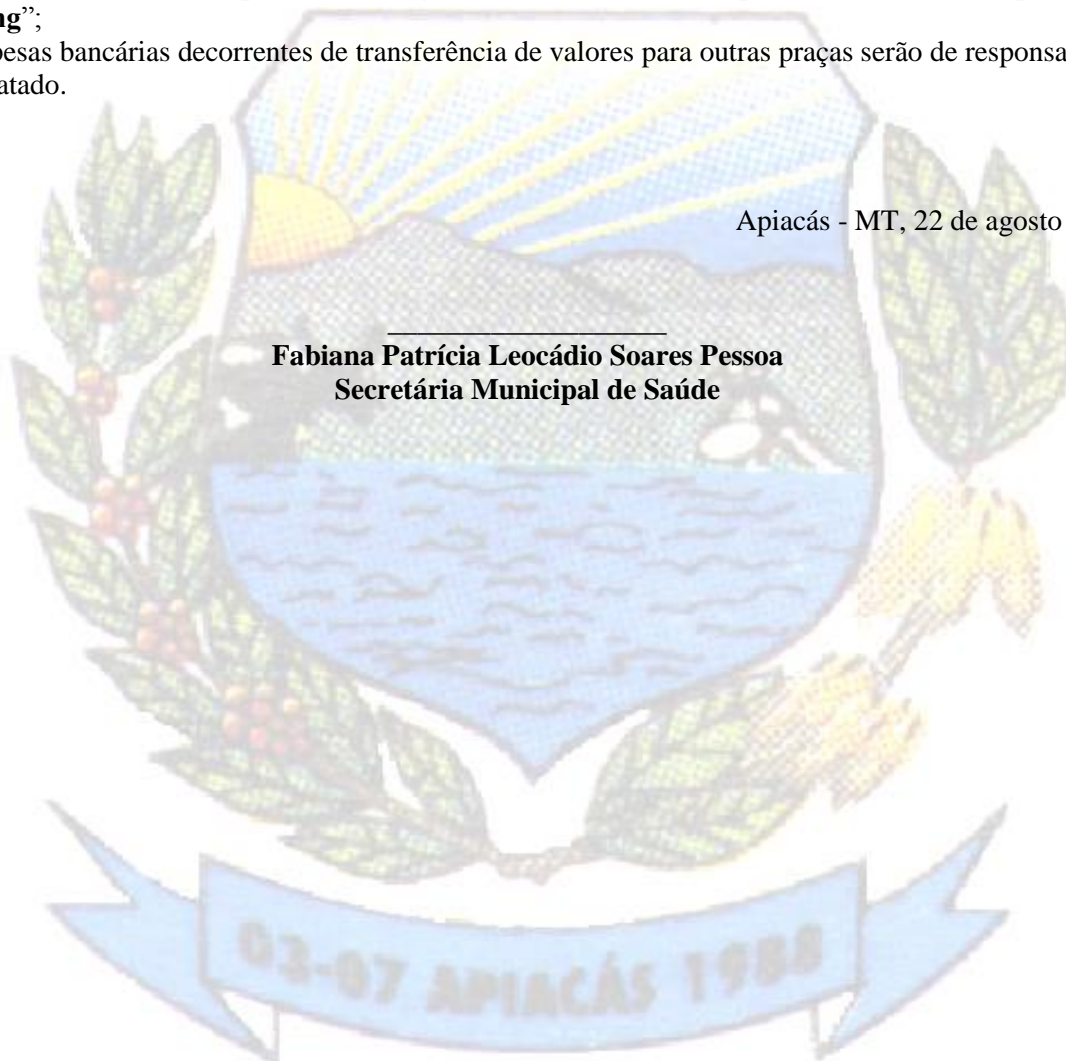 ng”;
pesas bancárias decorrentes de transferência de valores para outras praças serão de responsa
atado.
Apiacás - MT, 22 de agosto
Fabiana Patrícia Leocádio Soares Pessoa
Secretária Municipal de Saúde
03-07 APIACÁS 1988